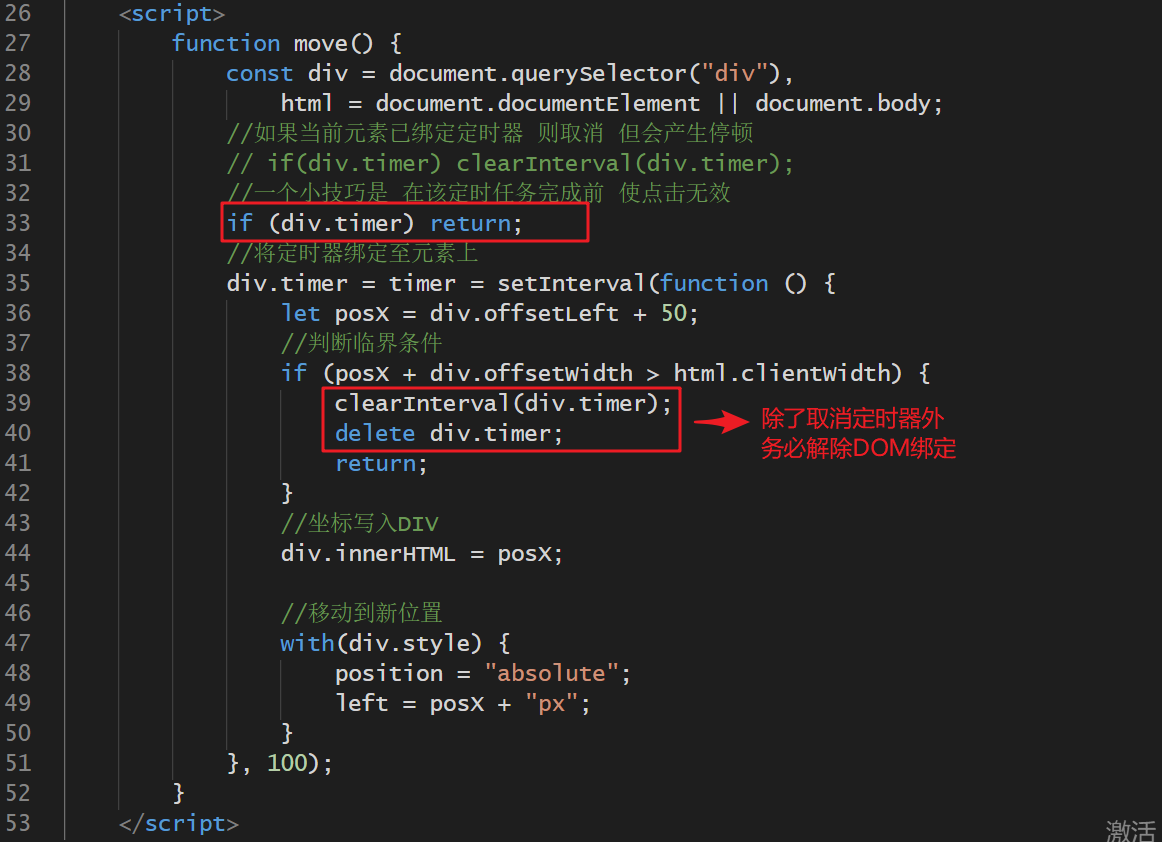 26 <script>
27 function move() {
28 const div = document.querySelector("div"),
29 html = document.documentElement || document.body;
30 //如果当前元素已绑定定时器 则取消 但会产生停顿
31 // if(div.timer) clearInterval(div.timer);
32 //一个小技巧是 在该定时任务完成前 使点击无效
33 if (div.timer) return;
34 //将定时器绑定至元素上
35 div.timer = timer = setInterval(function () {
36 let posX = div.offsetLeft + 50;
37 //判断临界条件
38 if (posX + div.offsetWidth > html.clientWidth) {
39 clearInterval(div.timer);
40 delete div.timer;
除了取消定时器外
务必解除DOM绑定
41 return;
42 }
43 //坐标写入DIV
44 div.innerHTML = posX;
45
46 //移动到新位置
47 with(div.style) {
48 position = "absolute";
49 left = posX + "px";
50 }
51 }, 100);
52 }
53 </script>
激活